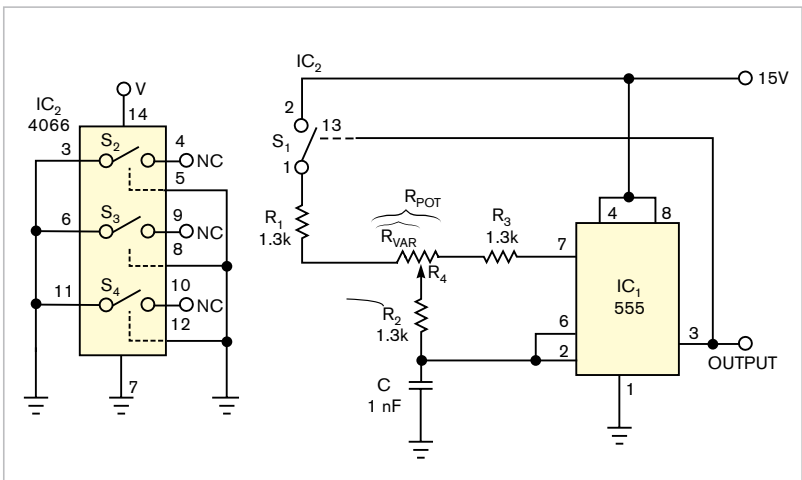 IC2
4066
V
14
3
S2
4
NC
5
6
S3
9
NC
8
11
S4
10
NC
12
7
IC2
15V
2
13
S1
1
R1
1.3k
RPOT
RVAR
R4
R3
1.3k
R2
1.3k
C
1 nF
4
8
7
IC1
555
6
2
3
OUTPUT
1